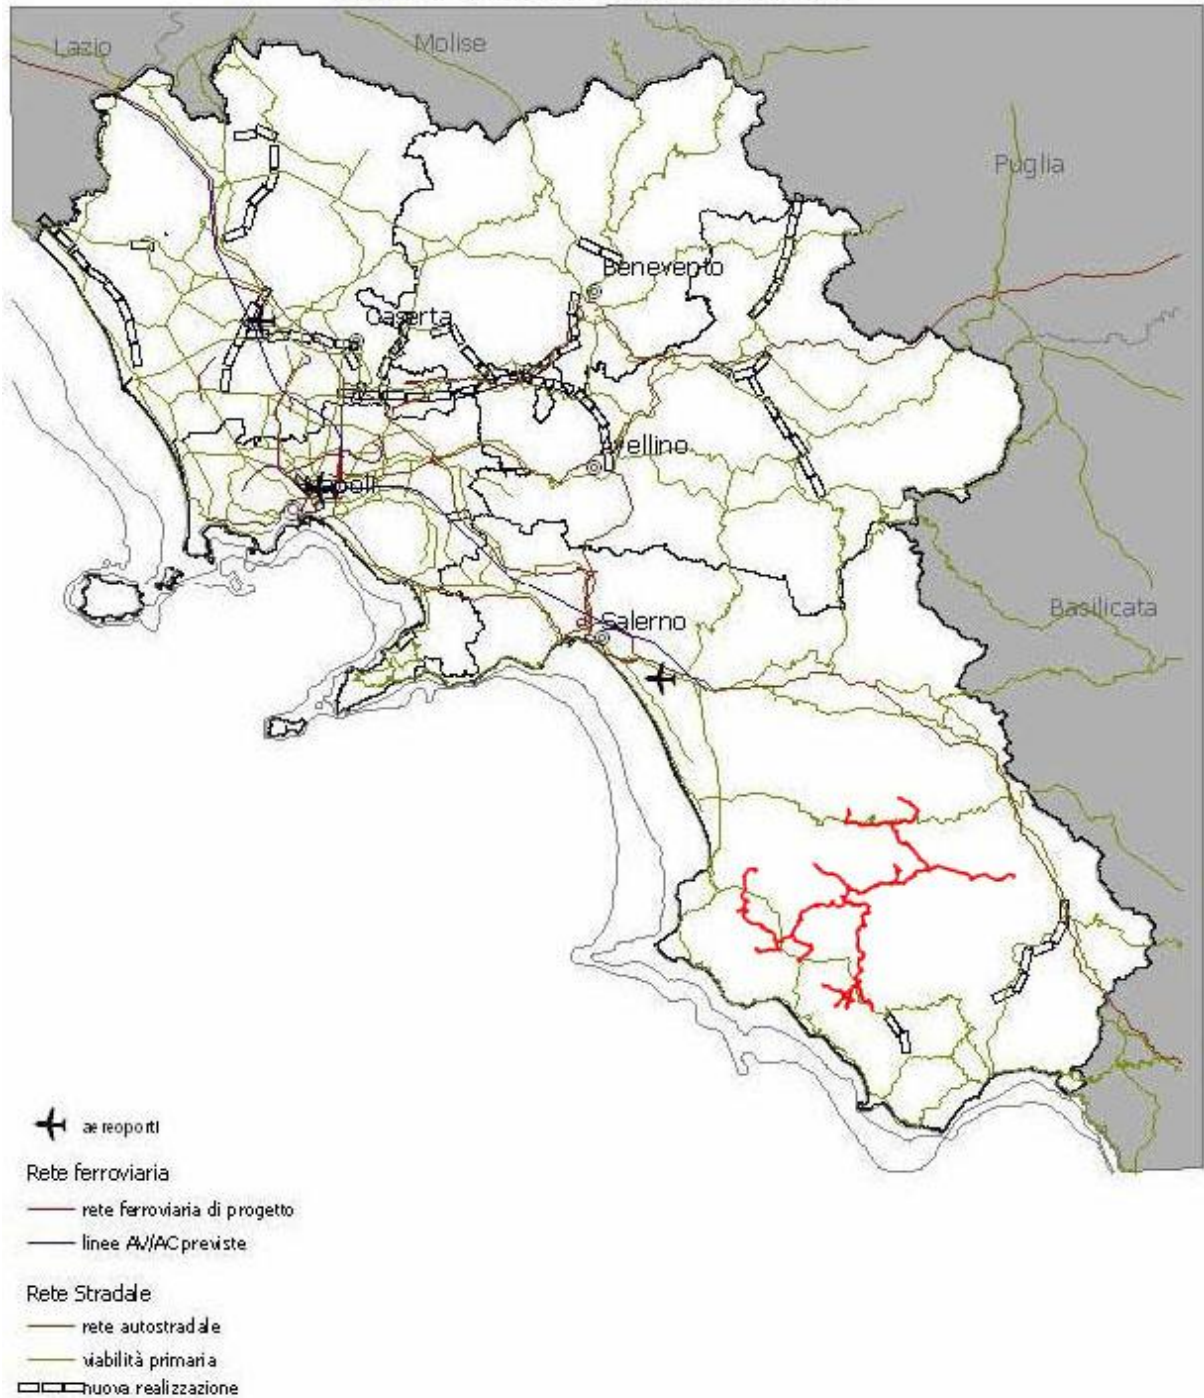 Lazio
Molise
Puglia
Benevento
Caserta
Avellino
Napoli
Basilicata
Salerno
aereoporti
Rete ferroviaria
rete ferroviaria di progetto
linee AV/AC previste
Rete Stradale
rete autostradale
viabilità primaria
nuova realizzazione